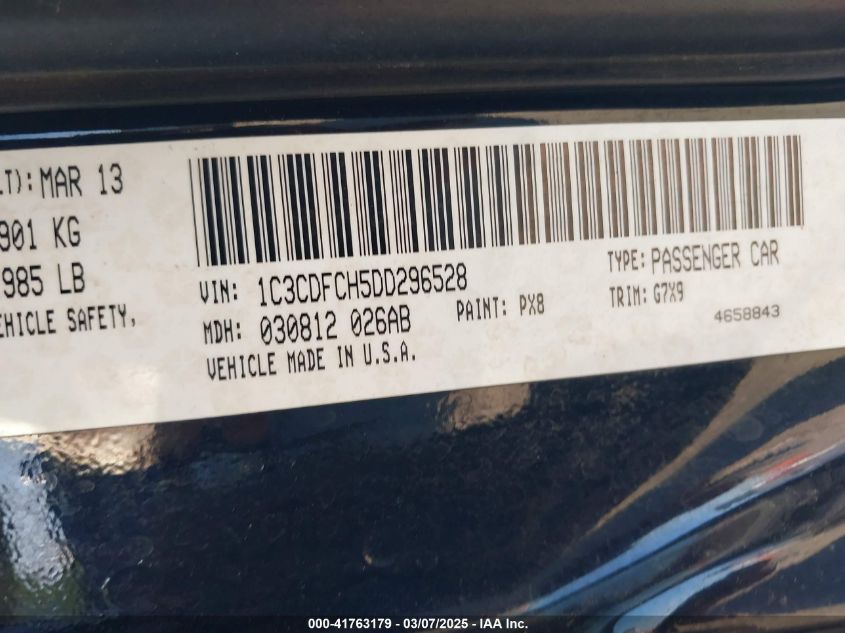 LT): MAR 13
901 KG
985 LB
EHICLE SAFETY,
VIN: 1C3CDFCH5DD296528
TYPE: PASSENGER CAR
MDH: 030812 026AB
PAINT: PX8
TRIM: G7X9
VEHICLE MADE IN U.S.A.
4658843
000-41763179 - 03/07/2025 - IAA Inc.